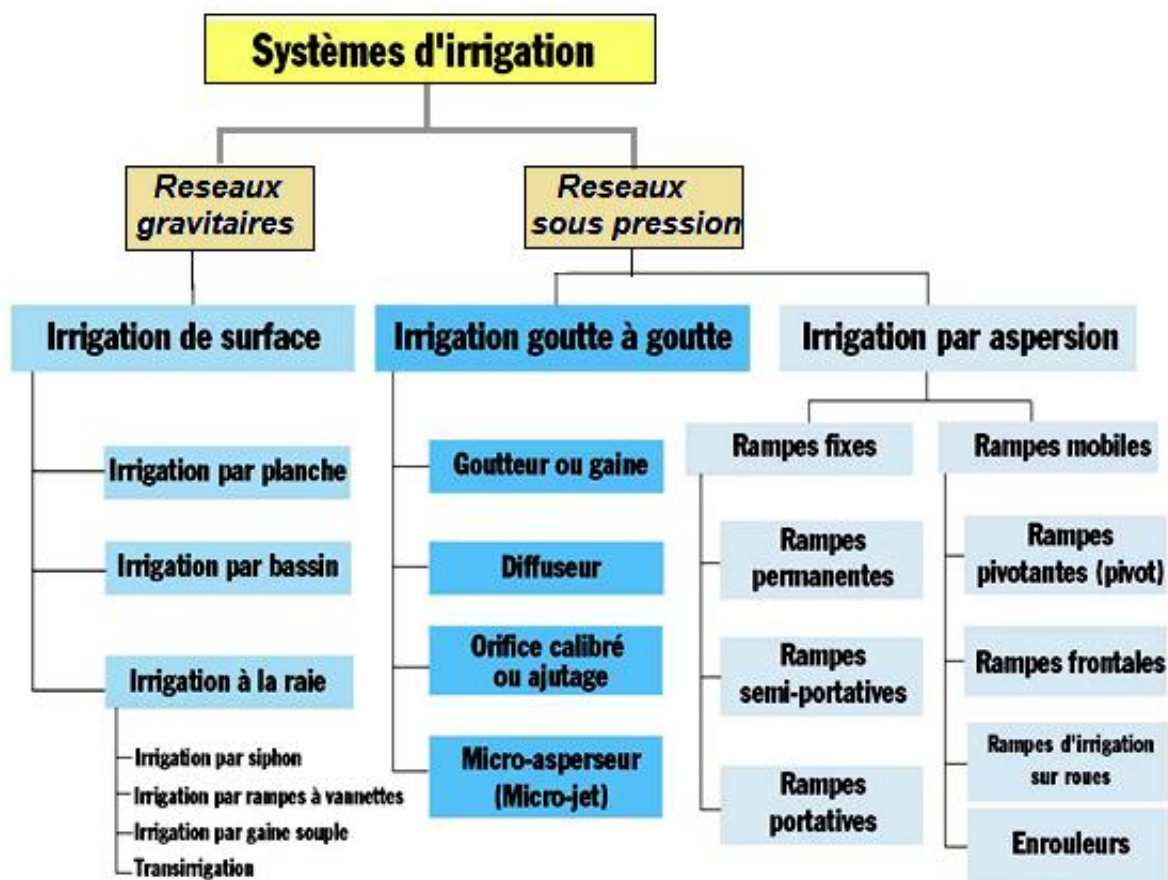 Systèmes d'irrigation
Reseaux
gravitaires
Reseaux
sous pression
Irrigation de surface
Irrigation par planche
Irrigation par bassin
Irrigation à la raie
Irrigation par siphon
Irrigation par rampes à vannettes
Irrigation par gaine souple
Transirrigation
Irrigation goutte à goutte
Goutteur ou gaine
Diffuseur
Orifice calibré
ou ajutage
Micro-asperseur
(Micro-jet)
Irrigation par aspersion
Rampes fixes
Rampes
permanentes
Rampes
semi-portatives
Rampes
portatives
Rampes mobiles
Rampes
pivotantes (pivot)
Rampes frontales
Rampes d'irrigation
sur roues
Enrouleurs